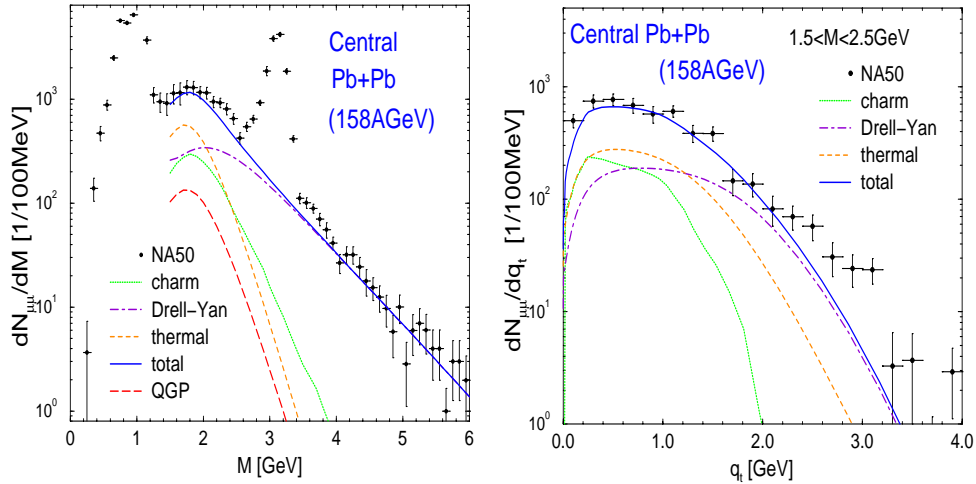 Central
Pb+Pb
(158AGeV)
dN_μμ/dM [1/100MeV]
10^3
10^2
10^1
10^0
NA50
charm
Drell–Yan
thermal
total
QGP
0 1 2 3 4 5 6
M [GeV]
Central Pb+Pb
(158AGeV)
1.5<M<2.5GeV
NA50
charm
Drell–Yan
thermal
total
dN_μμ/dq_t [1/100MeV]
10^3
10^2
10^1
10^0
0.0 1.0 2.0 3.0 4.0
q_t [GeV]